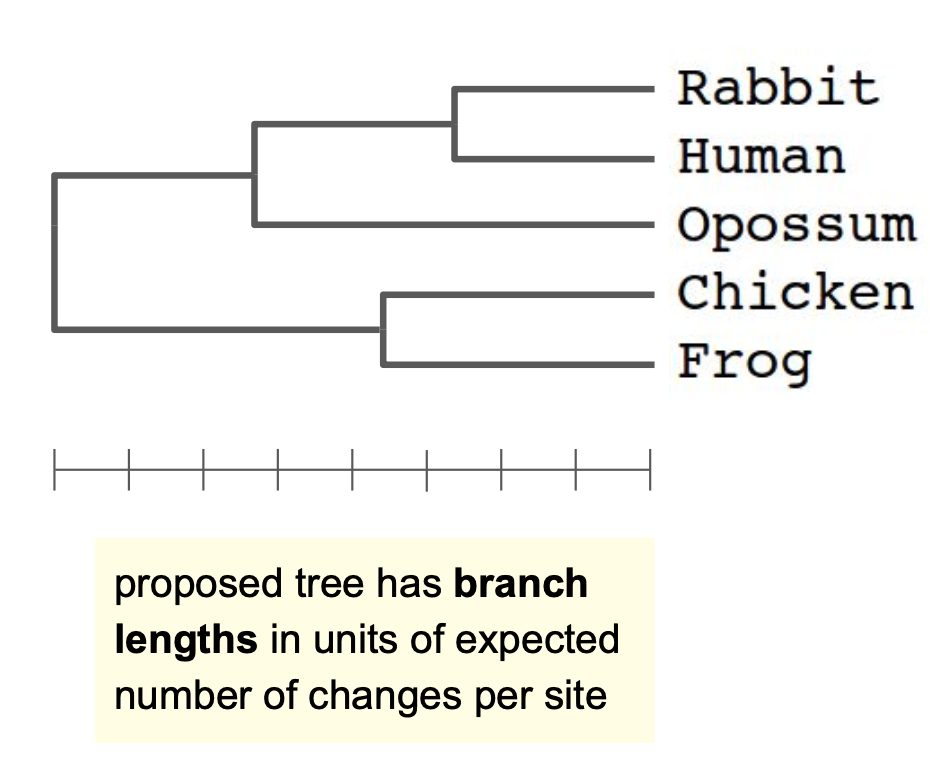 Rabbit
Human
Opossum
Chicken
Frog
proposed tree has branch
lengths in units of expected
number of changes per site